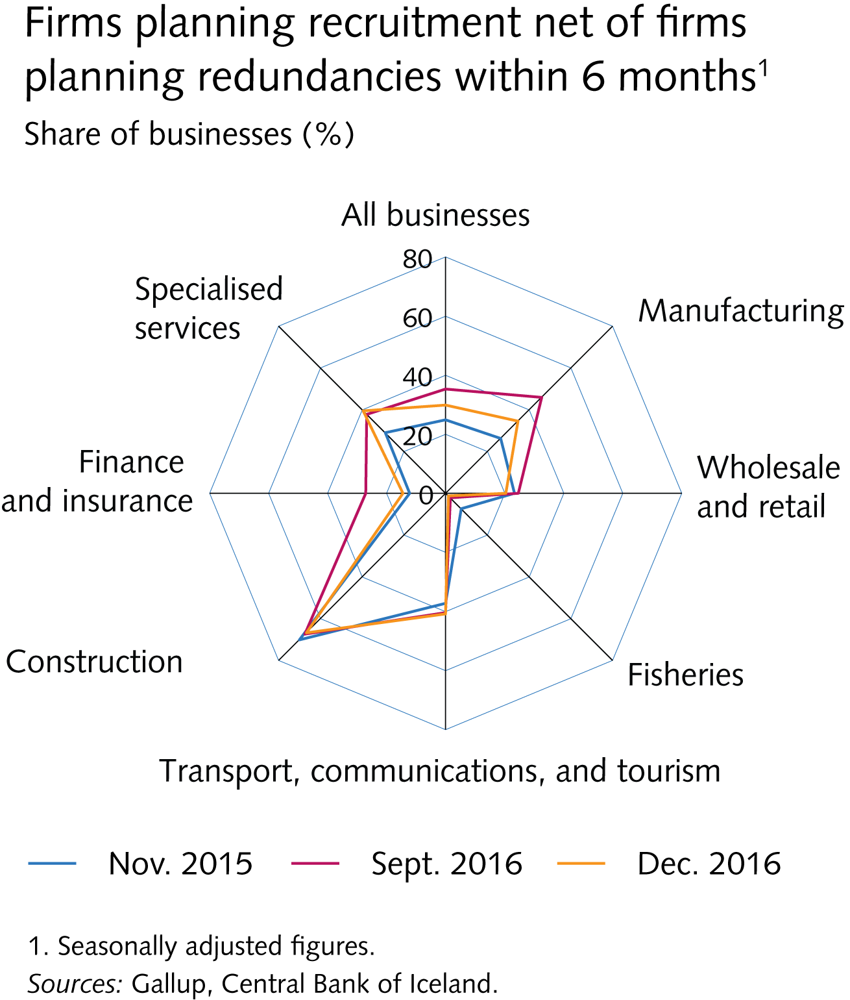 Firms planning recruitment net of firms
planning redundancies within 6 months¹
Share of businesses (%)
All businesses
80
Specialised
services
Manufacturing
60
40
20
Finance
and insurance
Wholesale
and retail
0
Construction
Fisheries
Transport, communications, and tourism
Nov. 2015 Sept. 2016 Dec. 2016
1. Seasonally adjusted figures.
Sources: Gallup, Central Bank of Iceland.